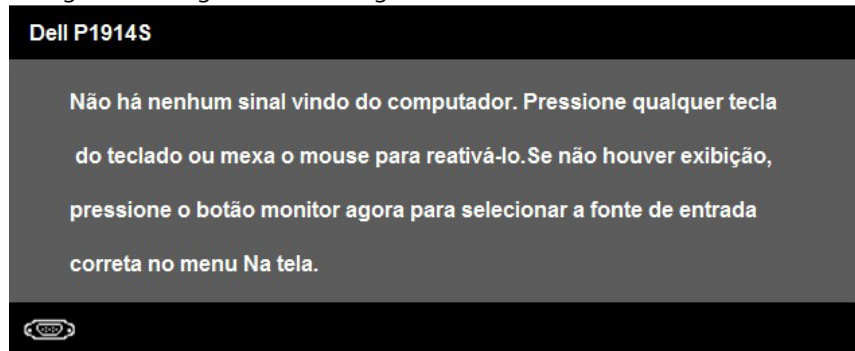 Dell P1914S
Não há nenhum sinal vindo do computador. Pressione qualquer tecla
do teclado ou mexa o mouse para reativá-lo.Se não houver exibição,
pressione o botão monitor agora para selecionar a fonte de entrada
correta no menu Na tela.